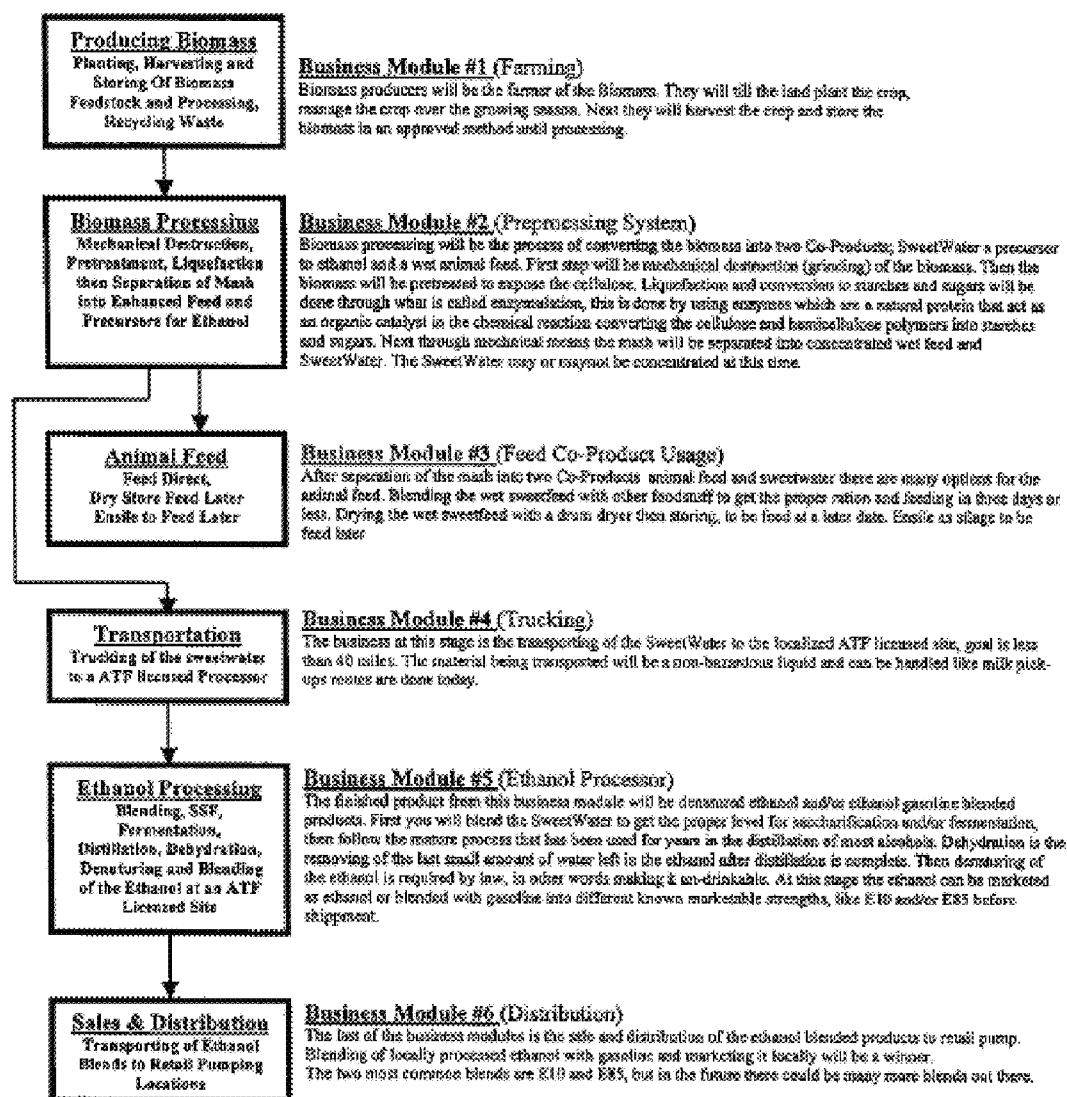 Producing Biomass
Planting, Harvesting and
Storing Of Biomass
Feedstock and Processing,
Recycling Waste
Business Module #1 (Farming)
Biomass producers will be the farmer of the Biomass. They will till the land plant the crop,
manage the crop over the growing season. Next they will harvest the crop and store the
biomass in an approved method until processing.
Biomass Processing
Mechanical Destruction,
Pretreatment, Liquefaction
then Separation of Mash
into Enhanced Feed and
Precursors for Ethanol
Business Module #2 (Preprocessing System)
Biomass processing will be the process of converting the biomass into two Co-Products; SweetWater a precursor
to ethanol and a wet animal feed. First step will be mechanical destruction (grinding) of the biomass. Then the
biomass will be pretreated to expose the cellulose. Liquefaction and conversion to starches and sugars will be
done through what is called enzymulation, this is done by using enzymes which are a natural protein that act as
an organic catalyst in the chemical reaction converting the cellulose and hemicellulose polymers into starches
and sugars. Next through mechanical means the mash will be separated into concentrated wet feed and
SweetWater. The SweetWater may or maynot be concentrated at this time.
Animal Feed
Feed Direct,
Dry Store Feed Later
Ensile to Feed Later
Business Module #3 (Feed Co-Product Usage)
After seperation of the mash into two Co-Products animal feed and sweetwater there are many options for the
animal feed. Blending the wet sweetfeed with other foodstuff to get the proper ration and feeding in three days or
less. Drying the wet sweetfeed with a drum dryer then storing, to be feed at a later date. Ensile as silage to be
feed later
Transportation
Trucking of the sweetwater
to a ATF licensed Processor
Business Module #4 (Trucking)
The business at this stage is the transporting of the SweetWater to the localized ATF licensed site, goal is less
than 40 miles. The material being transported will be a non-hazardous liquid and can be handled like milk pick-
ups routes are done today.
Ethanol Processing
Blending, SSF,
Fermentation,
Distillation, Dehydration,
Denaturing and Blending
of the Ethanol at an ATF
Licensed Site
Business Module #5 (Ethanol Processor)
The finished product from this business module will be denatured ethanol and/or ethanol gasoline blended
products. First you will blend the SweetWater to get the proper level for saccharification and/or fermentation,
then follow the mature process that has been used for years in the distillation of most alcohols. Dehydration is the
removing of the last small amount of water left in the ethanol after distillation is complete. Then denaturing of
the ethanol is required by law, in other words making it un-drinkable. At this stage the ethanol can be marketed
as ethanol or blended with gasoline into different known marketable strengths, like E10 and/or E85 before
shippment.
Sales & Distribution
Transporting of Ethanol
Blends to Retail Pumping
Locations
Business Module #6 (Distribution)
The last of the business modules is the sale and distribution of the ethanol blended products to retail pump.
Blending of locally processed ethanol with gasoline and marketing it locally will be a winner.
The two most common blends are E10 and E85, but in the future there could be many more blends out there.